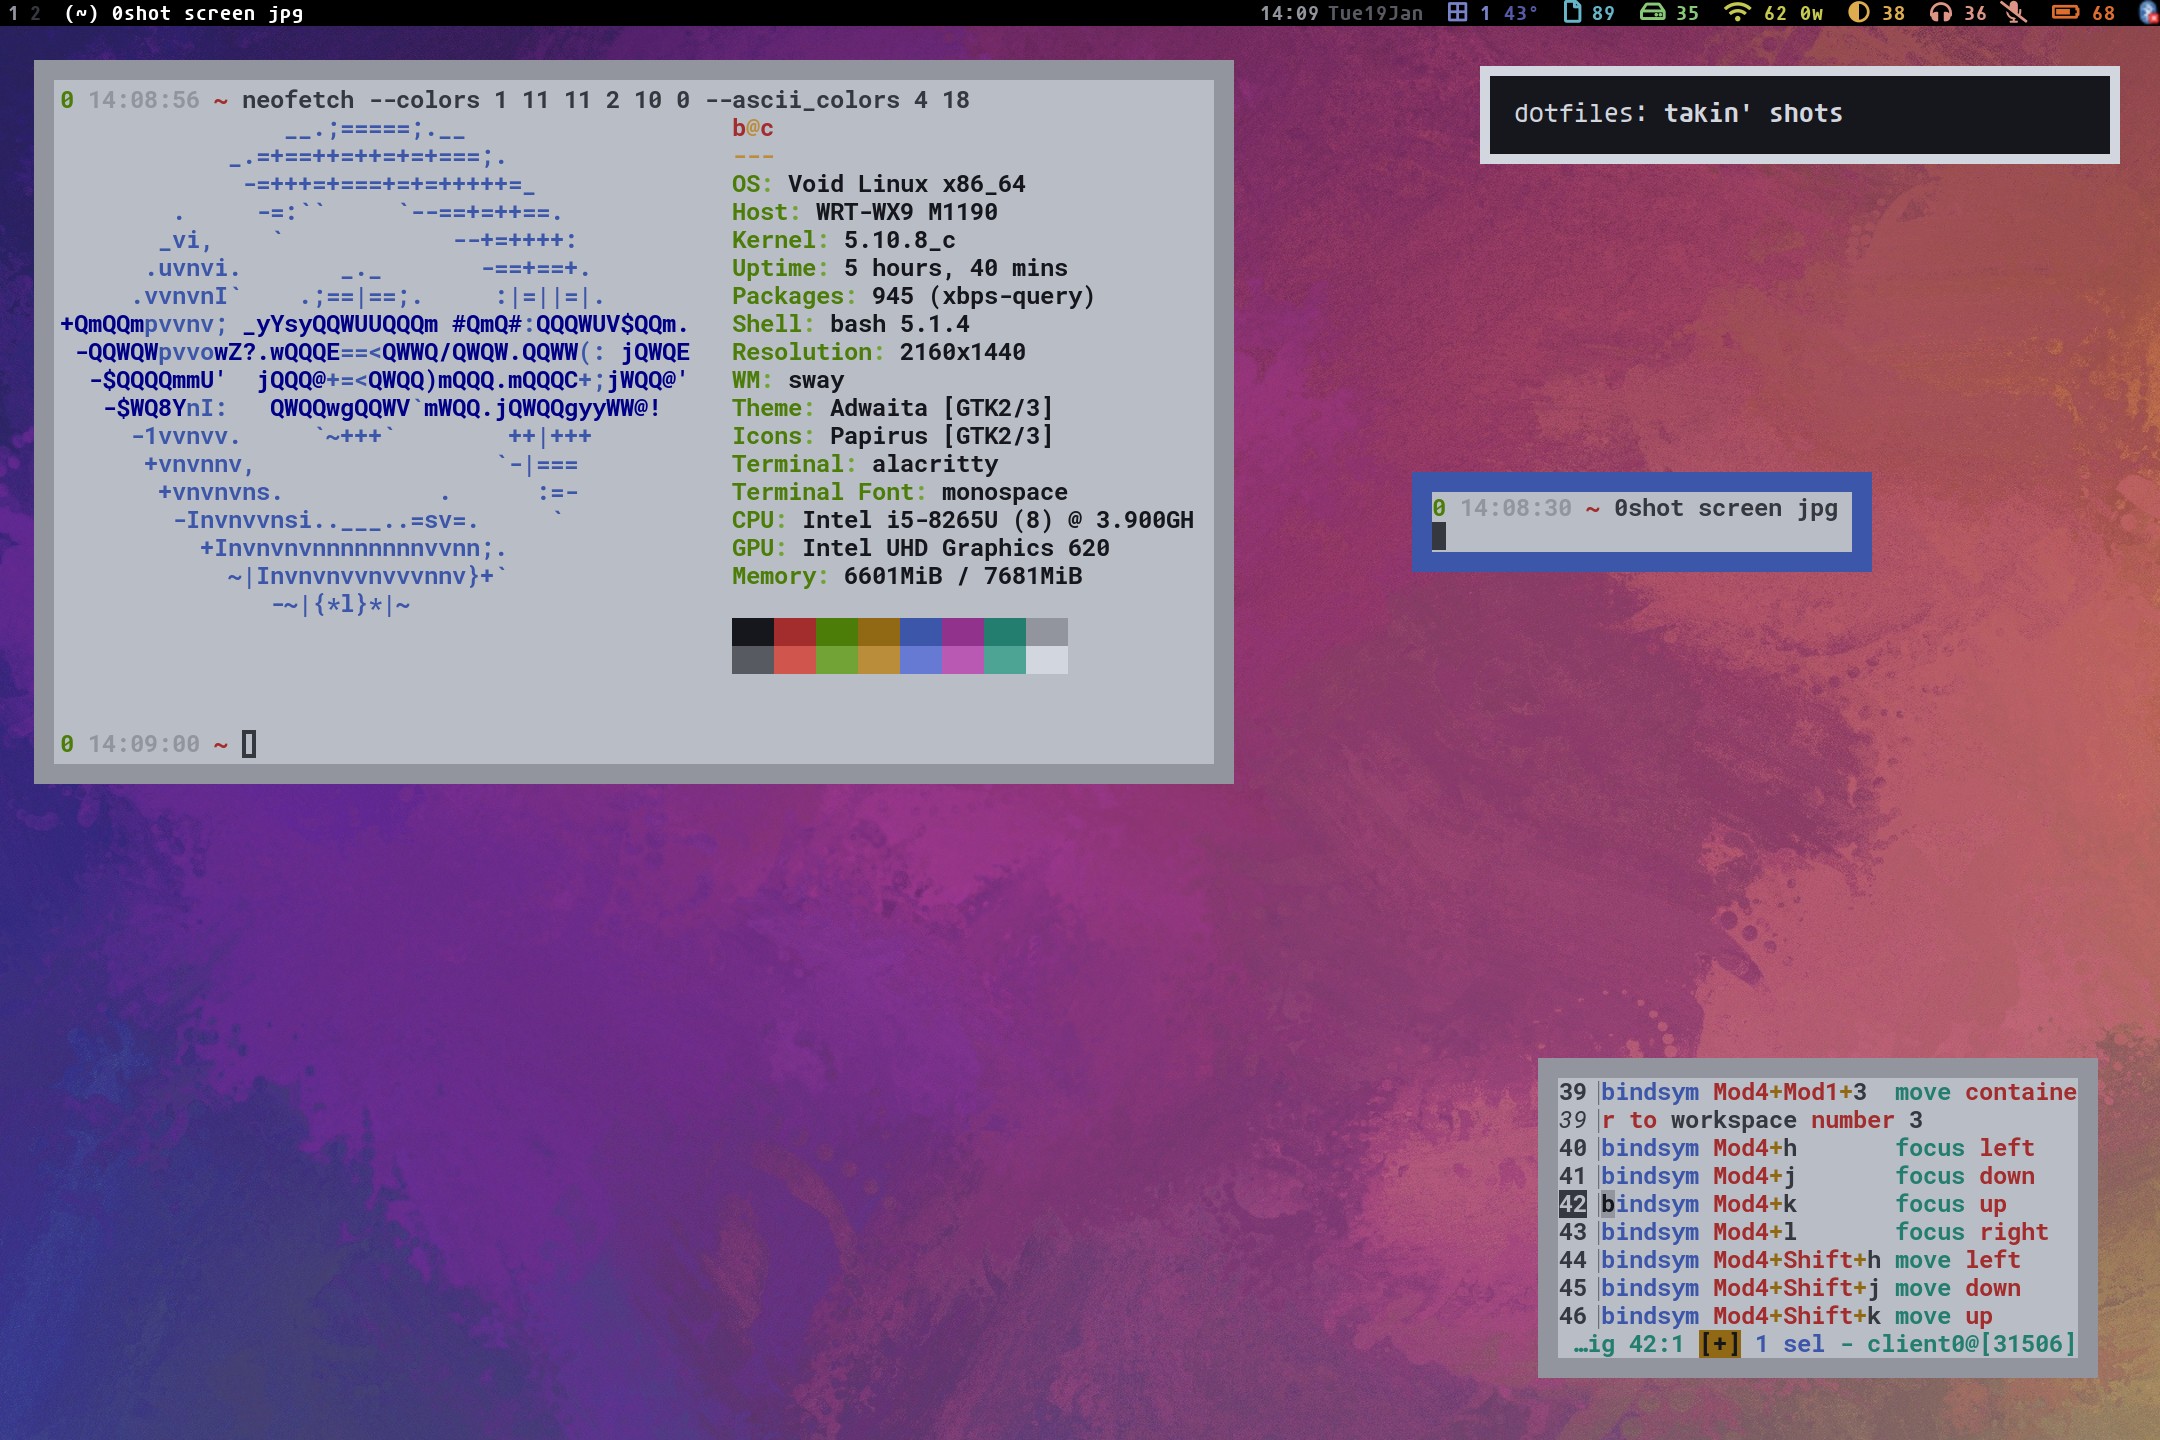 1 2 (~) 0shot screen jpg 14:09 Tue19Jan 1 43° 89 35 62 0w 38 36 68
0 14:08:56 ~ neofetch --colors 1 11 11 2 10 0 --ascii_colors 4 18
__.;=====;.__
_.=+==++=++=+=+===;.
-=+++=+===+=+=+++++=_
. -=:`` `--==+=++==.
_vi, ` --+=++++:
.uvnvi. _._ -==+==+.
.vvnvnI` .;==|==;. :|=||=|.
+QmQQmpvvnv; _yYsyQQWUUQQQm #QmQ#:QQQWUV$QQm.
-QQWQWpvvowZ?.wQQQE==<QWWQ/QWQW.QQWW(: jQWQE
-$QQQQmmU' jQQQ@+=<QWQQ)mQQQ.mQQQC+;jWQQ@'
-$WQ8YnI: QWQQwgQQWV`mWQQ.jQWQQgyyWW@!
-1vvnvv. `~+++` ++|+++
+vnvnnv, `-|===
+vnvnvns. . :=-
-Invnvvnsi..___..=sv=. `
+Invnvnvnnnnnnnnvvnn;.
~|Invnvnvvnvvvnnv}+`
-~|{*l}*|~
b@c
---
OS: Void Linux x86_64
Host: WRT-WX9 M1190
Kernel: 5.10.8_c
Uptime: 5 hours, 40 mins
Packages: 945 (xbps-query)
Shell: bash 5.1.4
Resolution: 2160x1440
WM: sway
Theme: Adwaita [GTK2/3]
Icons: Papirus [GTK2/3]
Terminal: alacritty
Terminal Font: monospace
CPU: Intel i5-8265U (8) @ 3.900GH
GPU: Intel UHD Graphics 620
Memory: 6601MiB / 7681MiB
0 14:09:00 ~
dotfiles: takin' shots
0 14:08:30 ~ 0shot screen jpg
39 bindsym Mod4+Mod1+3 move containe
39 r to workspace number 3
40 bindsym Mod4+h focus left
41 bindsym Mod4+j focus down
42 bindsym Mod4+k focus up
43 bindsym Mod4+l focus right
44 bindsym Mod4+Shift+h move left
45 bindsym Mod4+Shift+j move down
46 bindsym Mod4+Shift+k move up
…ig 42:1 [+] 1 sel - client0@[31506]